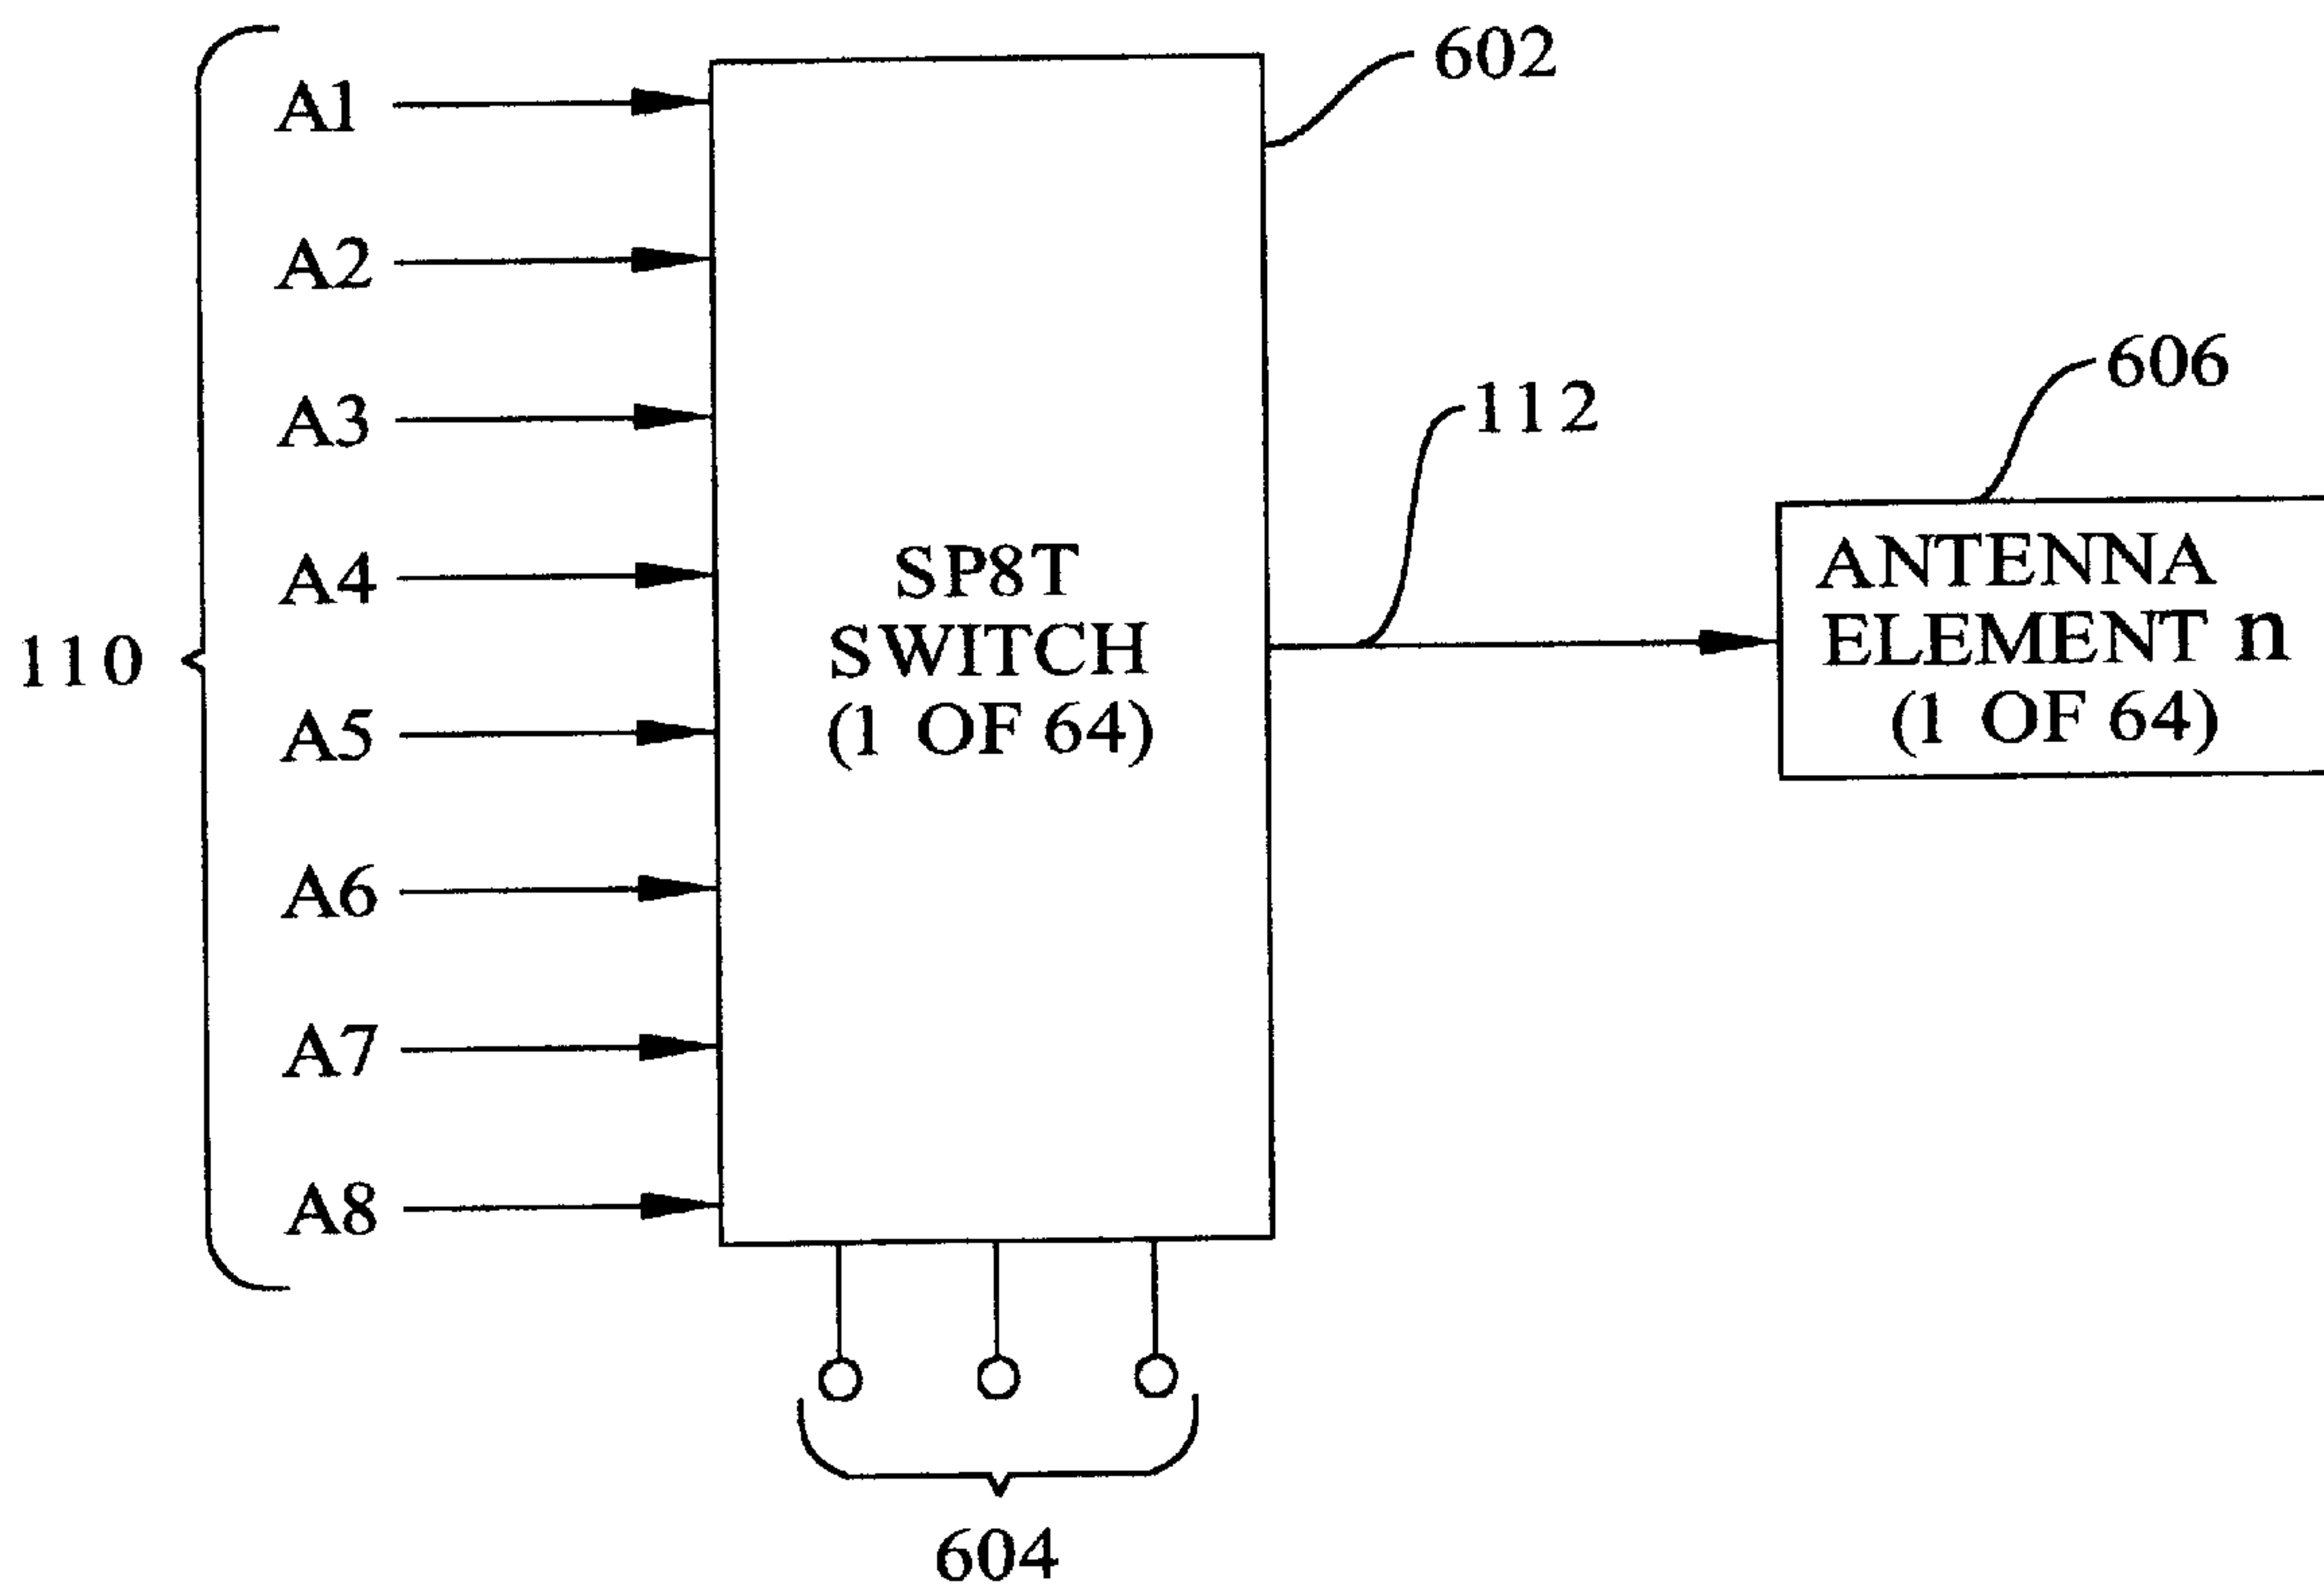 602
A1
A2
606
112
A3
ANTENNA
ELEMENT n
(1 OF 64)
A4
SP8T
SWITCH
(1 OF 64)
110
A5
A6
A7
A8
604